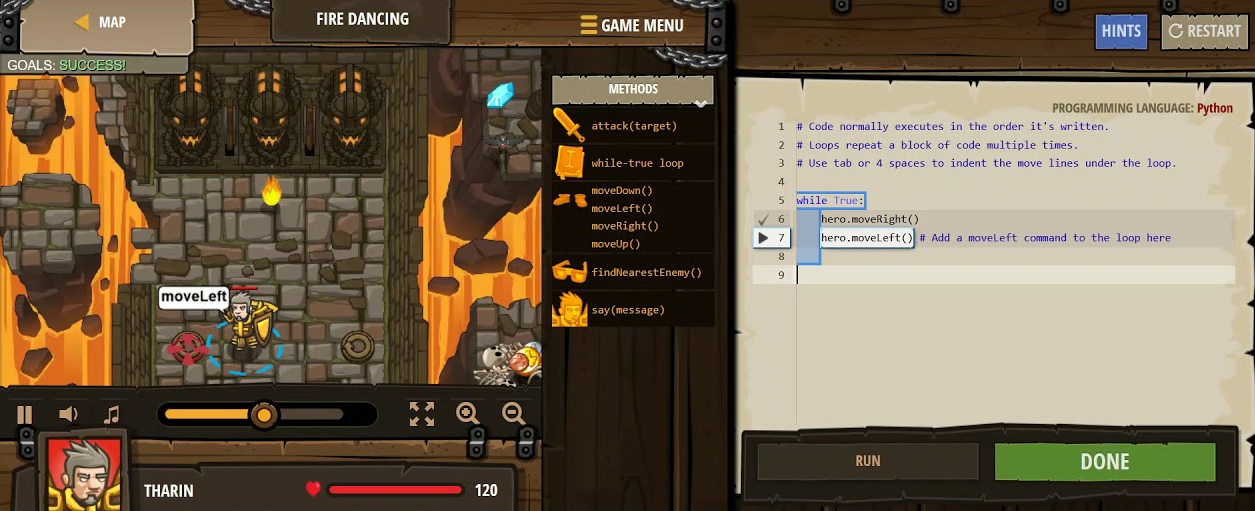 MAP
FIRE DANCING
GAME MENU
GOALS: SUCCESS!
moveLeft
THARIN
120
METHODS
attack(target)
while-true loop
moveDown()
moveLeft()
moveRight()
moveUp()
findNearestEnemy()
say(message)
HINTS
RESTART
PROGRAMMING LANGUAGE: Python
1 # Code normally executes in the order it's written.
2 # Loops repeat a block of code multiple times.
3 # Use tab or 4 spaces to indent the move lines under the loop.
4
5 while True:
6 hero.moveRight()
7 hero.moveLeft() # Add a moveLeft command to the loop here
8
9
RUN
DONE